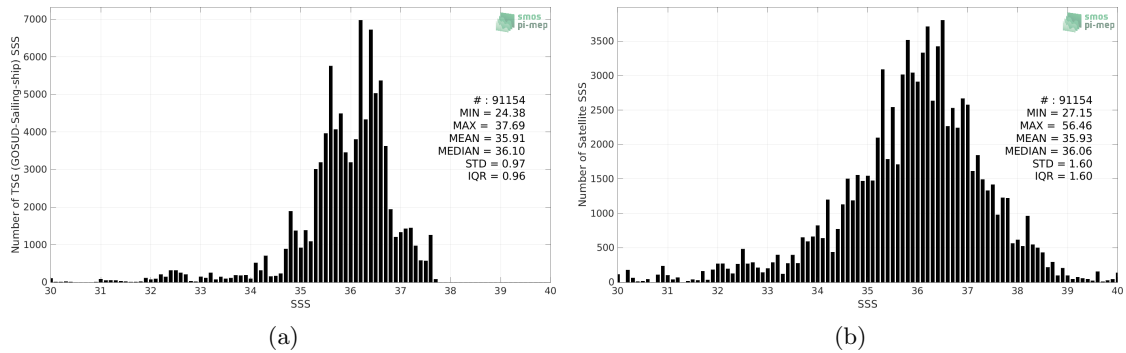 smos
pi-mep
7000
6000
5000
4000
3000
2000
1000
0
Number of TSG (GOSUD-Sailing-ship) SSS
# : 91154
MIN = 24.38
MAX = 37.69
MEAN = 35.91
MEDIAN = 36.10
STD = 0.97
IQR = 0.96
30 31 32 33 34 35 36 37 38 39 40
SSS
(a)
smos
pi-mep
3500
3000
2500
2000
1500
1000
500
0
Number of Satellite SSS
# : 91154
MIN = 27.15
MAX = 56.46
MEAN = 35.93
MEDIAN = 36.06
STD = 1.60
IQR = 1.60
30 31 32 33 34 35 36 37 38 39 40
SSS
(b)